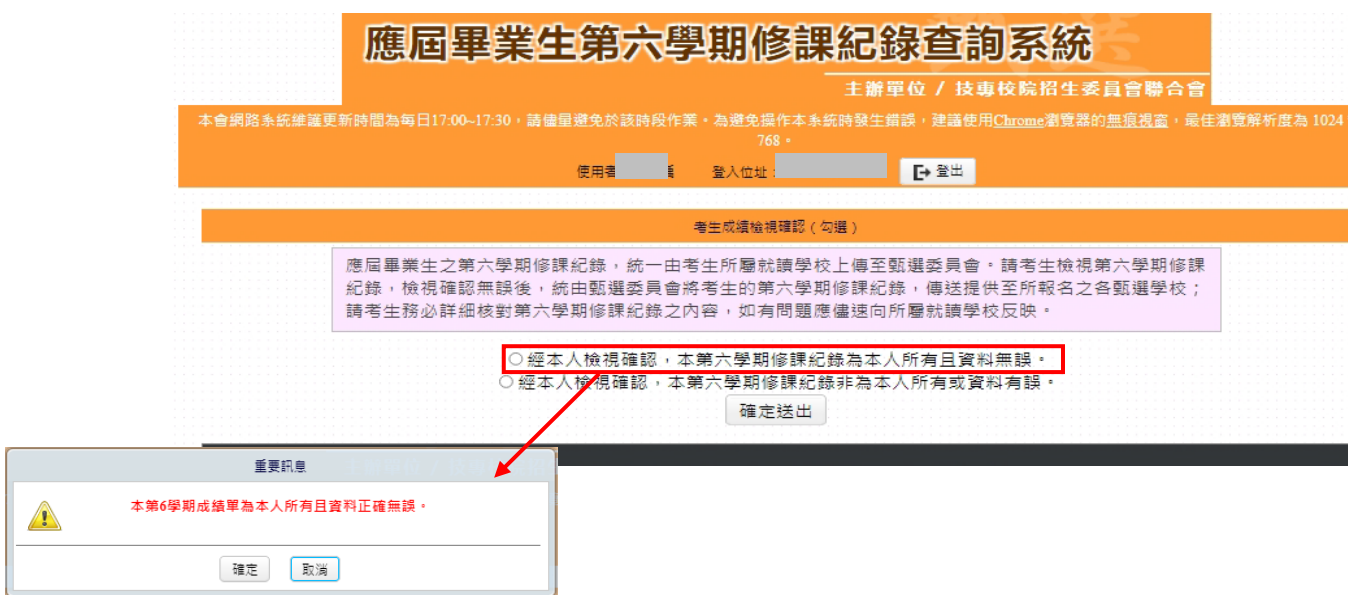 應屆畢業生第六學期修課紀錄查詢系統
主辦單位 / 技專校院招生委員會聯合會
本會網路系統維護更新時間為每日17:00~17:30，請儘量避免於該時段作業。為避免操作本系統時發生錯誤，建議使用Chrome瀏覽器的無痕視窗，最佳瀏覽解析度為 1024
768。
使用者 登入位址： 登出
考生成績檢視確認（勾選）
應屆畢業生之第六學期修課紀錄，統一由考生所屬就讀學校上傳至甄選委員會。請考生檢視第六學期修課
紀錄，檢視確認無誤後，統由甄選委員會將考生的第六學期修課紀錄，傳送提供至所報名之各甄選學校；
請考生務必詳細核對第六學期修課紀錄之內容，如有問題應儘速向所屬就讀學校反映。
經本人檢視確認，本第六學期修課紀錄為本人所有且資料無誤。
經本人檢視確認，本第六學期修課紀錄非為本人所有或資料有誤。
確定送出
重要訊息
本第6學期成績單為本人所有且資料正確無誤。
確定 取消